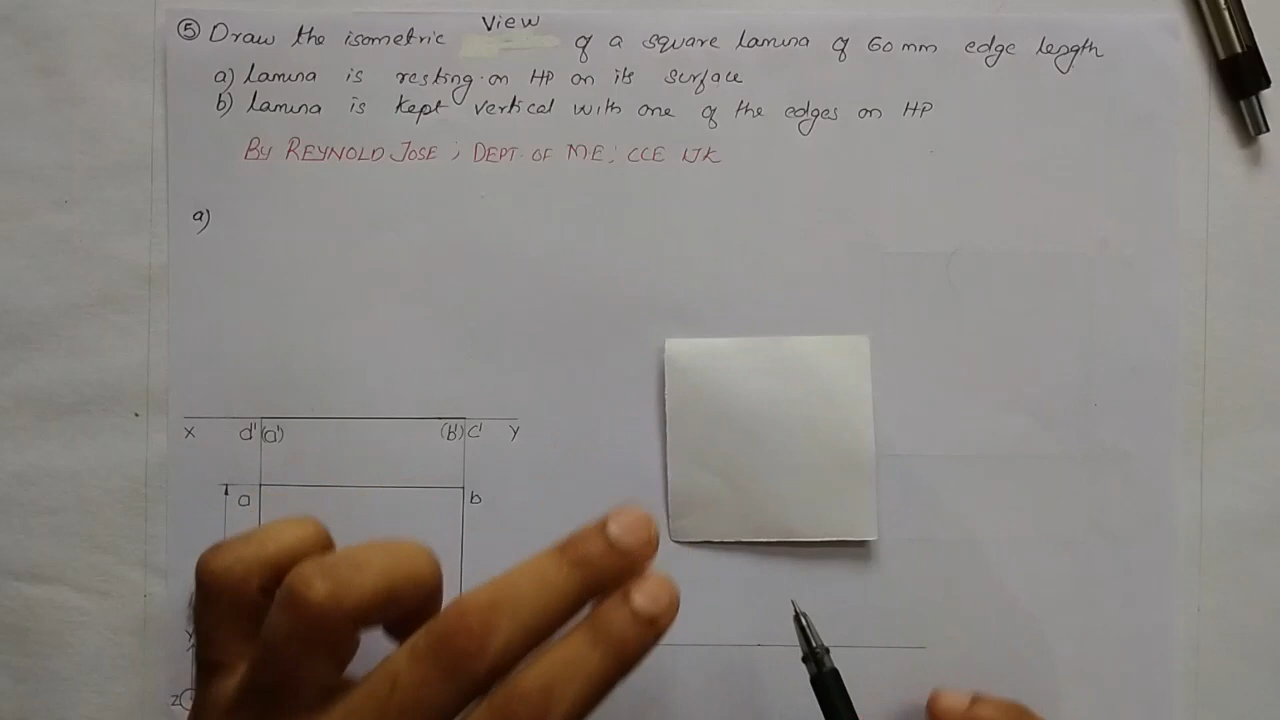 ⑤ Draw the isometric View of a square lamina of 60 mm edge length
a) lamina is resting on HP on its surface
b) lamina is kept vertical with one of the edges on HP
By REYNOLD JOSE ; DEPT. OF ME ; CCE IJK
a)
X d' (a') (b') c' Y
a b